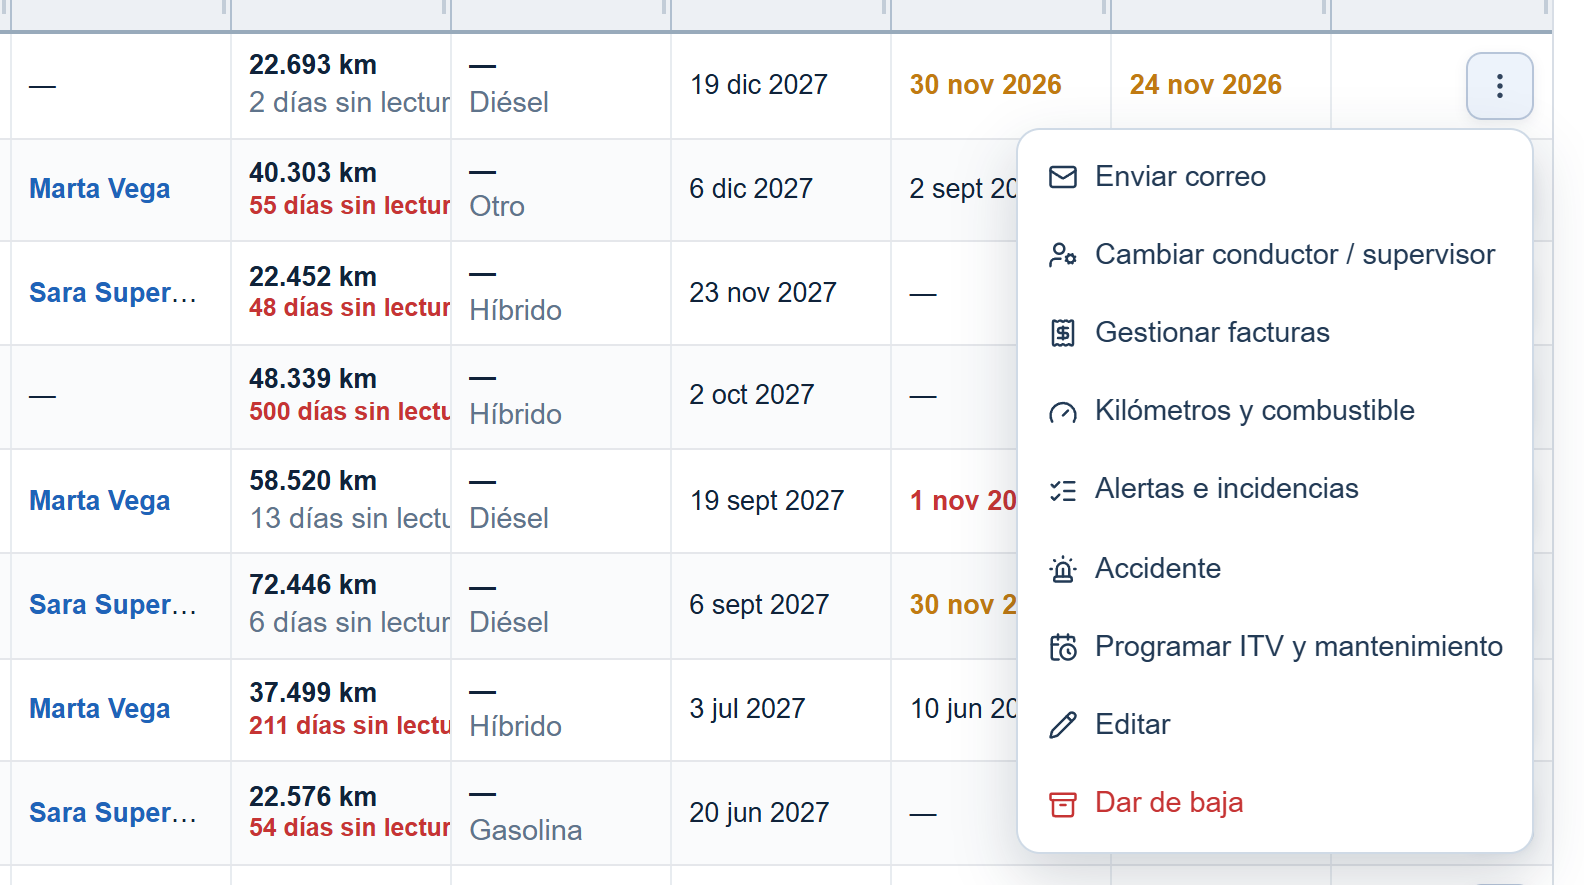 —
22.693 km
2 días sin lectur
—
Diésel
19 dic 2027
30 nov 2026
24 nov 2026
Marta Vega
40.303 km
55 días sin lectur
—
Otro
6 dic 2027
2 sept 20
Sara Super…
22.452 km
48 días sin lectur
—
Híbrido
23 nov 2027
—
—
48.339 km
500 días sin lectu
—
Híbrido
2 oct 2027
—
Marta Vega
58.520 km
13 días sin lectu
—
Diésel
19 sept 2027
1 nov 20
Sara Super…
72.446 km
6 días sin lectur
—
Diésel
6 sept 2027
30 nov 2
Marta Vega
37.499 km
211 días sin lectu
—
Híbrido
3 jul 2027
10 jun 20
Sara Super…
22.576 km
54 días sin lectur
—
Gasolina
20 jun 2027
—
Enviar correo
Cambiar conductor / supervisor
Gestionar facturas
Kilómetros y combustible
Alertas e incidencias
Accidente
Programar ITV y mantenimiento
Editar
Dar de baja